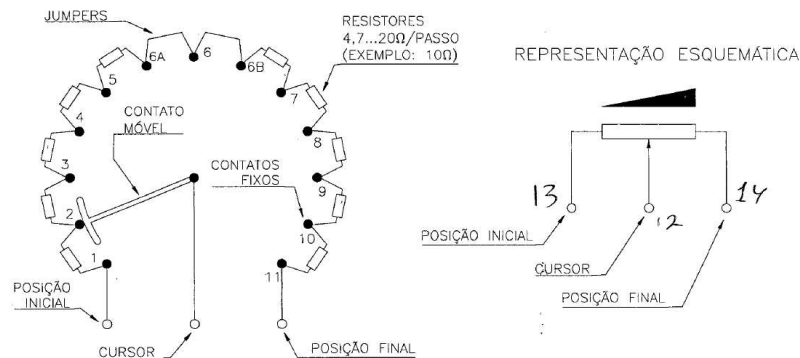 JUMPERS
RESISTORES
4,7...20Ω/PASSO
(EXEMPLO: 10Ω)
REPRESENTAÇÃO ESQUEMÁTICA
6A
6
6B
5
7
4
8
CONTATO
MÓVEL
3
9
CONTATOS
FIXOS
2
10
1
11
13
12
14
POSIÇÃO INICIAL
CURSOR
POSIÇÃO FINAL
POSIÇÃO
INICIAL
CURSOR
POSIÇÃO FINAL